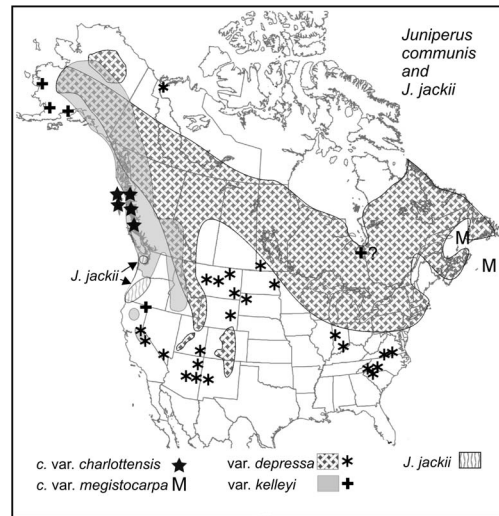 Juniperus
communis
and
J. jackii
M
?
M
J. jackii
c. var. charlottensis
var. depressa
J. jackii
c. var. megistocarpa M
var. kelleyi